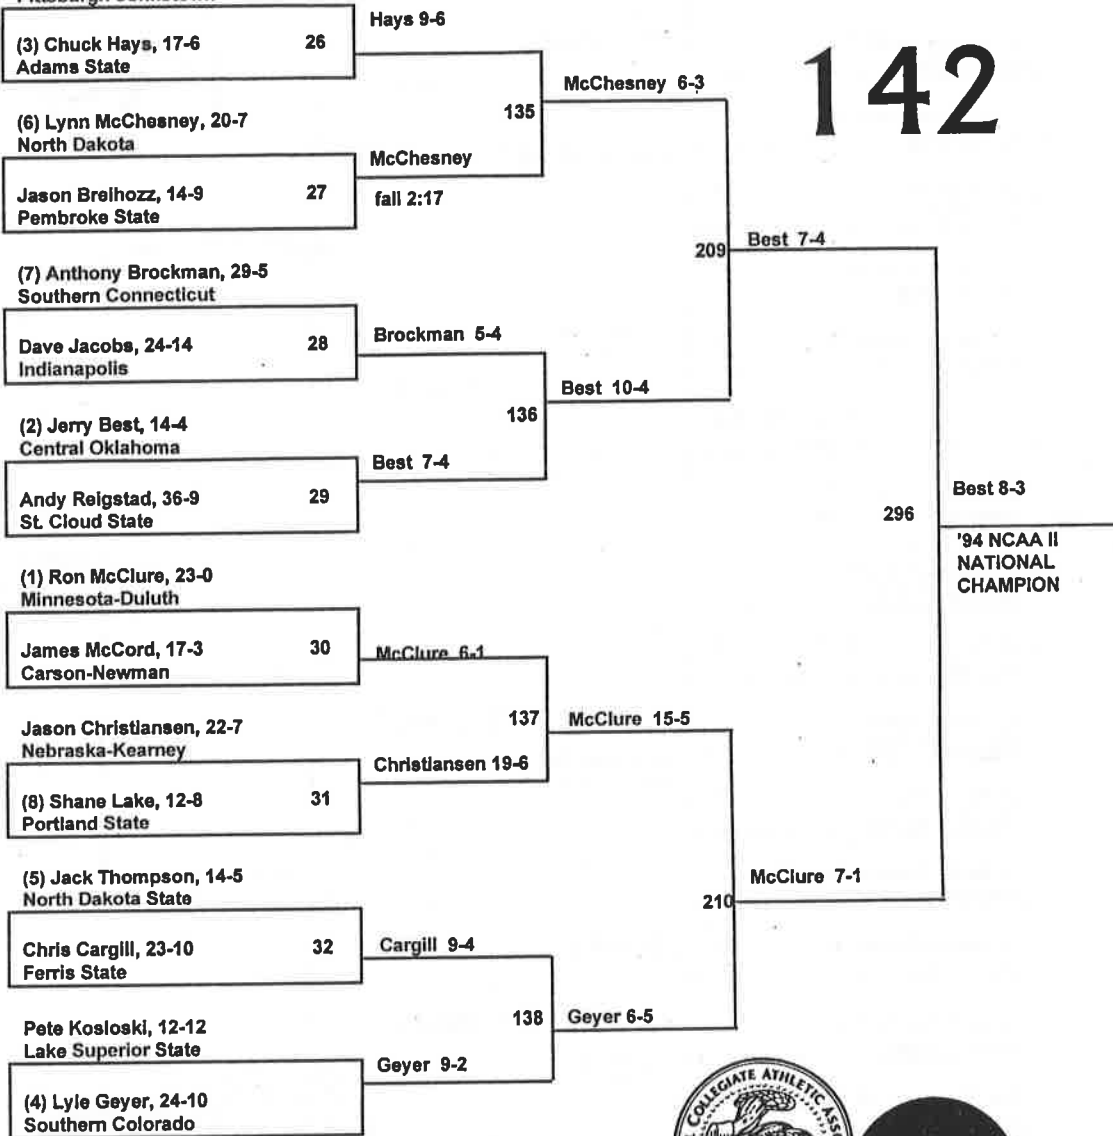 Hays 9-6
(3) Chuck Hays, 17-6
26
Adams State
McChesney 6-3
142
135
(6) Lynn McChesney, 20-7
North Dakota
McChesney
Jason Breihozz, 14-9
27
fall 2:17
Pembroke State
209
Best 7-4
(7) Anthony Brockman, 29-5
Southern Connecticut
Brockman 5-4
Dave Jacobs, 24-14
28
Indianapolis
Best 10-4
136
(2) Jerry Best, 14-4
Central Oklahoma
Best 7-4
Andy Reigstad, 36-9
29
St. Cloud State
Best 8-3
296
'94 NCAA II
NATIONAL
CHAMPION
(1) Ron McClure, 23-0
Minnesota-Duluth
James McCord, 17-3
30
McClure 6-1
Carson-Newman
137
McClure 15-5
Jason Christiansen, 22-7
Nebraska-Kearney
Christiansen 19-6
(8) Shane Lake, 12-8
31
Portland State
(5) Jack Thompson, 14-5
North Dakota State
McClure 7-1
210
Chris Cargill, 23-10
32
Cargill 9-4
Ferris State
138
Geyer 6-5
Pete Kosloski, 12-12
Lake Superior State
Geyer 9-2
(4) Lyle Geyer, 24-10
Southern Colorado
COLLEGIATE ATHLETIC